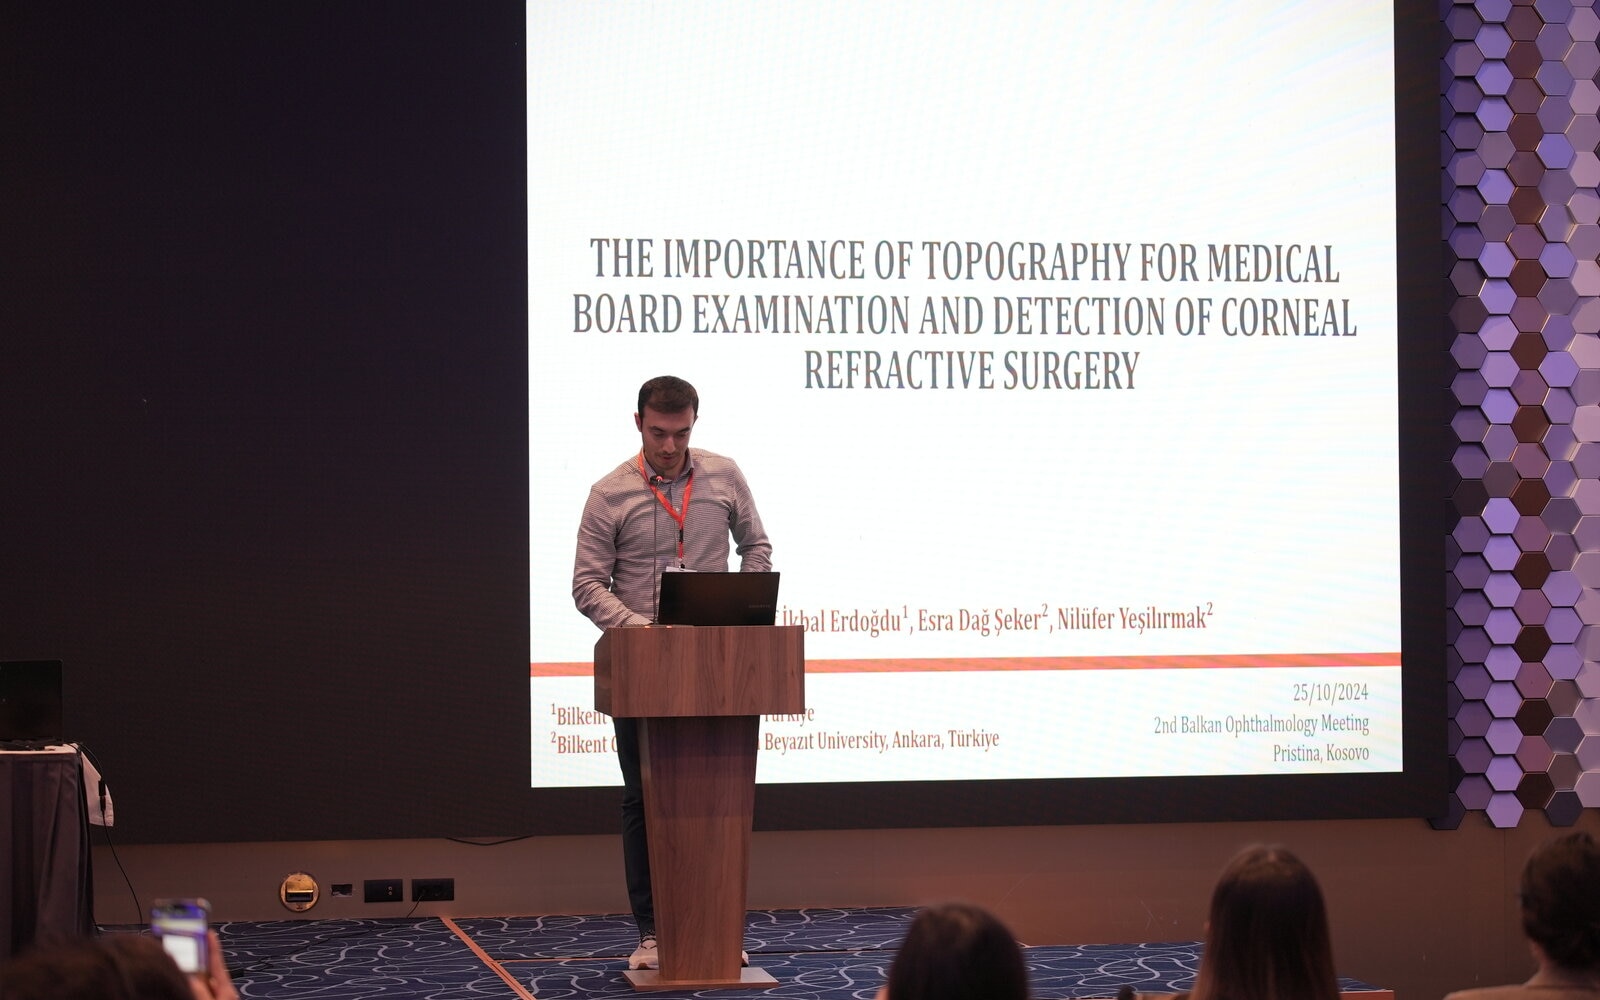 THE IMPORTANCE OF TOPOGRAPHY FOR MEDICAL
BOARD EXAMINATION AND DETECTION OF CORNEAL
REFRACTIVE SURGERY
İkbal Erdoğdu¹, Esra Dağ Şeker², Nilüfer Yeşilırmak²
¹Bilkent Türkiye
²Bilkent Beyazıt University, Ankara, Türkiye
25/10/2024
2nd Balkan Ophthalmology Meeting
Pristina, Kosovo